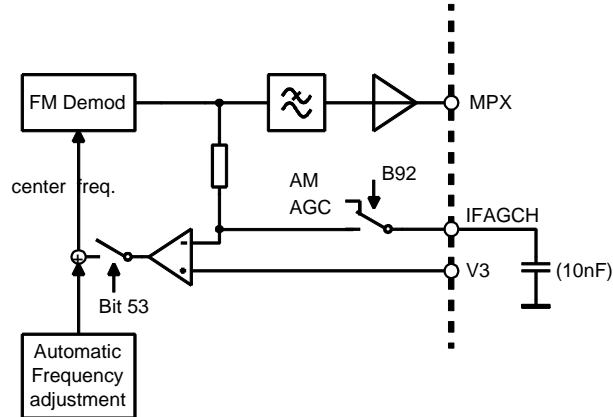 FM Demod
MPX
center freq.
AM
AGC
B92
IFAGCH
V3
(10nF)
Bit 53
Automatic
Frequency
adjustment